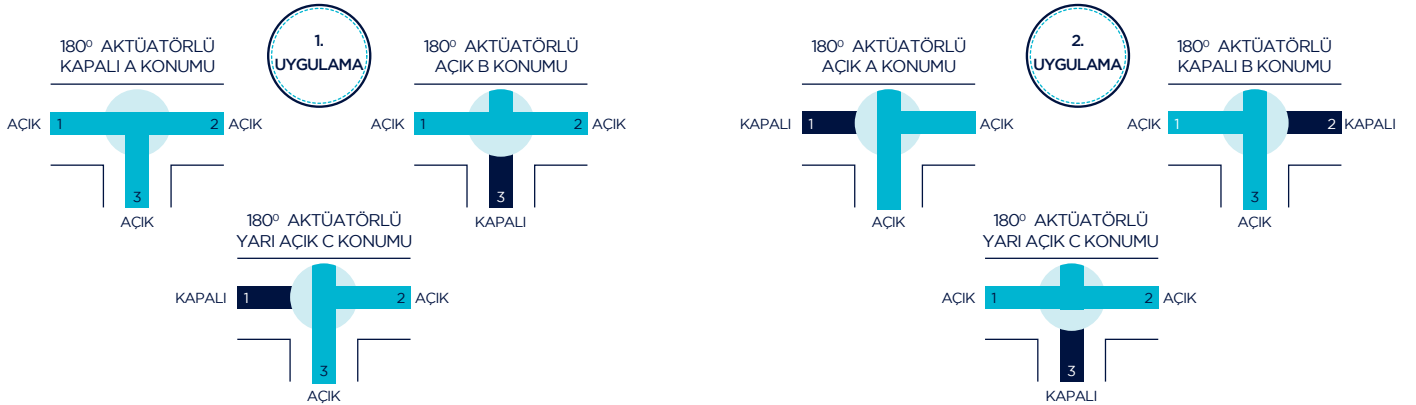 1.
UYGULAMA
180⁰ AKTÜATÖRLÜ
KAPALI A KONUMU
AÇIK 1 2 AÇIK
3
AÇIK
180⁰ AKTÜATÖRLÜ
AÇIK B KONUMU
AÇIK 1 2 AÇIK
3
KAPALI
180⁰ AKTÜATÖRLÜ
YARI AÇIK C KONUMU
KAPALI 1 2 AÇIK
3
AÇIK
2.
UYGULAMA
180⁰ AKTÜATÖRLÜ
AÇIK A KONUMU
KAPALI 1 AÇIK
AÇIK
180⁰ AKTÜATÖRLÜ
KAPALI B KONUMU
AÇIK 1 2 KAPALI
3
AÇIK
180⁰ AKTÜATÖRLÜ
YARI AÇIK C KONUMU
AÇIK 1 2 AÇIK
3
KAPALI